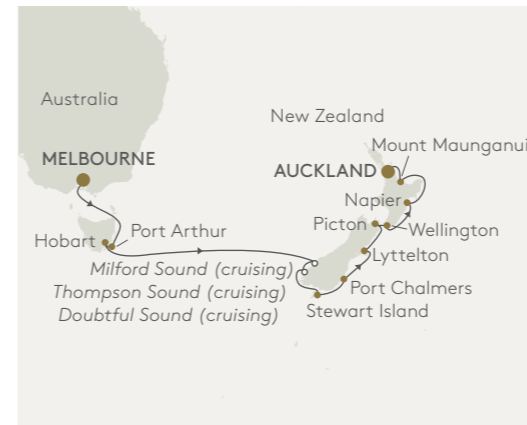 Australia
New Zealand
Mount Maunganui
MELBOURNE
AUCKLAND
Napier
Picton
Wellington
Hobart
Port Arthur
Lyttelton
Milford Sound (cruising)
Thompson Sound (cruising)
Port Chalmers
Doubtful Sound (cruising)
Stewart Island